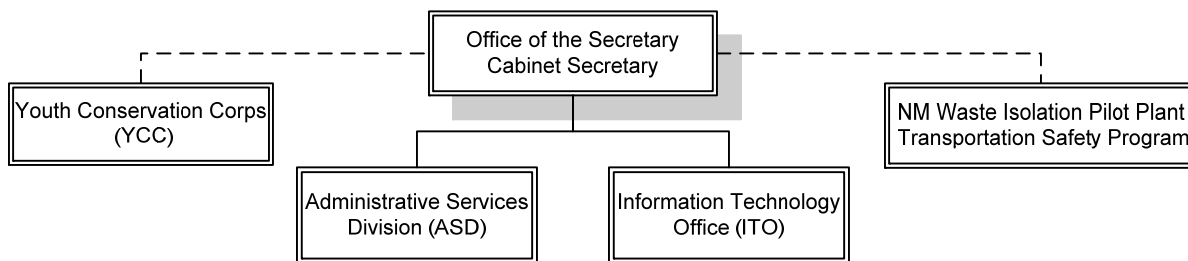 Office of the Secretary
Cabinet Secretary
Youth Conservation Corps
(YCC)
NM Waste Isolation Pilot Plant
Transportation Safety Program
Administrative Services
Division (ASD)
Information Technology
Office (ITO)